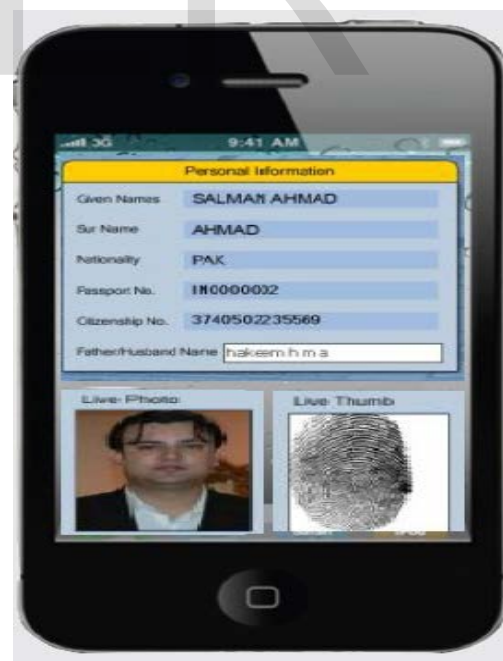 3G 9:41 AM
Personal Information
Given Names SALMAN AHMAD
Sur Name AHMAD
Nationality PAK
Passport No. IN0000002
Citizenship No. 3740502235569
Father/Husband Name hakeem h m a
Live Photo Live Thumb